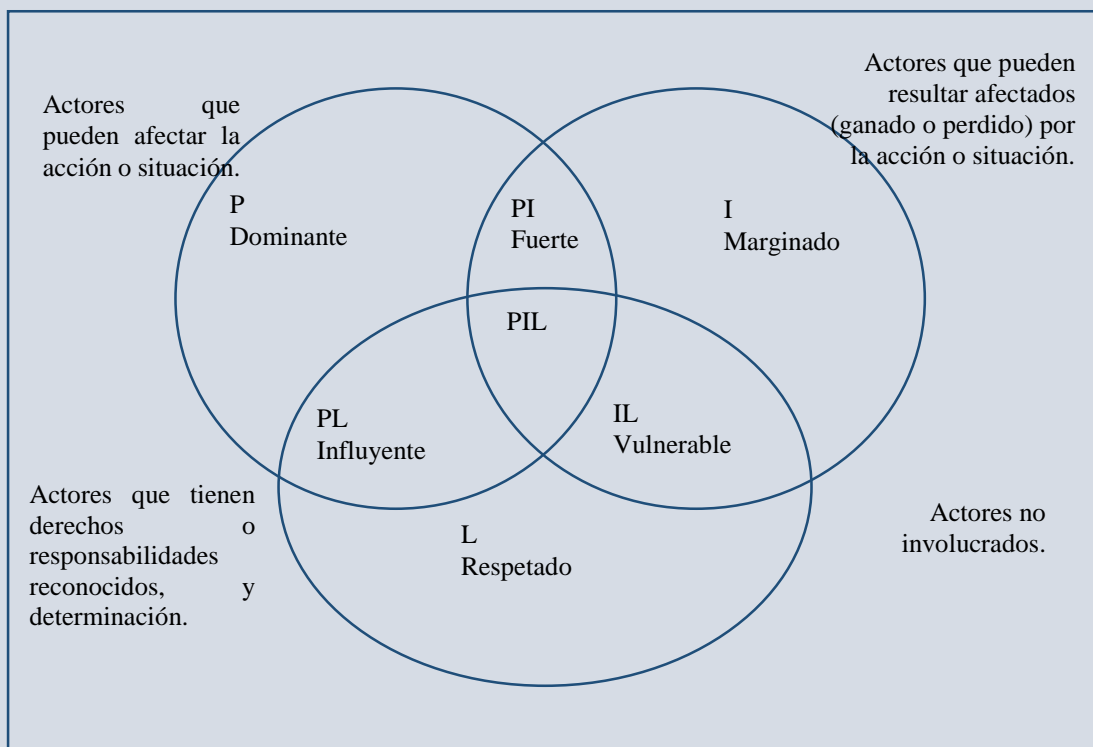 Actores que
pueden afectar la
acción o situación.
Actores que pueden
resultar afectados
(ganado o perdido) por
la acción o situación.
P
Dominante
PI
Fuerte
I
Marginado
PIL
PL
Influyente
IL
Vulnerable
Actores que tienen
derechos o
responsabilidades
reconocidos, y
determinación.
L
Respetado
Actores no
involucrados.